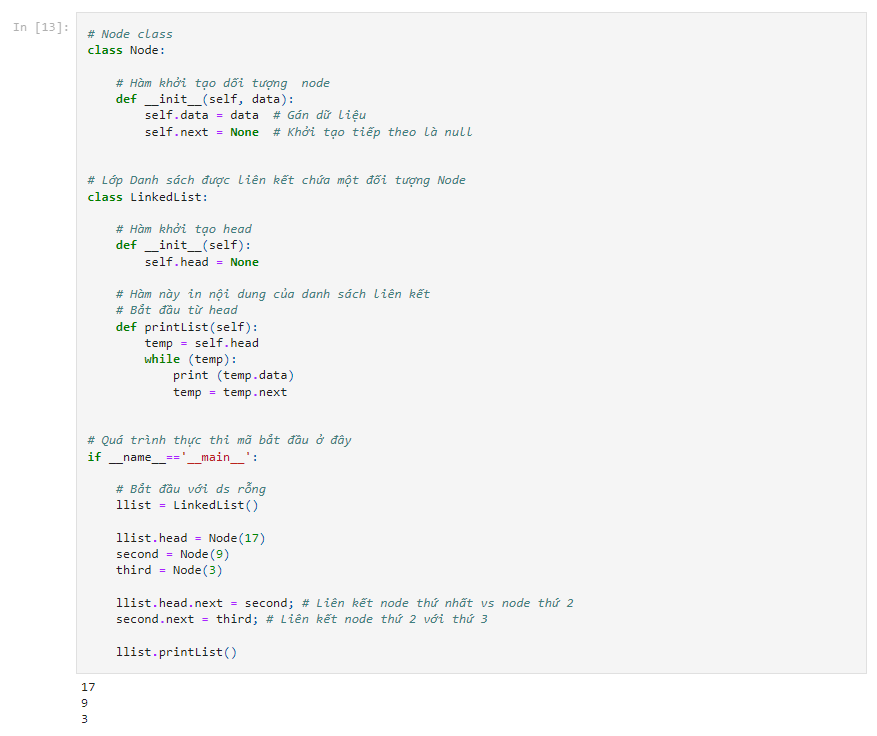 In [13]:
# Node class
class Node:
    # Hàm khởi tạo đối tượng  node
    def __init__(self, data):
        self.data = data  # Gán dữ liệu
        self.next = None  # Khởi tạo tiếp theo là null
# Lớp Danh sách được liên kết chứa một đối tượng Node
class LinkedList:
    # Hàm khởi tạo head
    def __init__(self):
        self.head = None
    # Hàm này in nội dung của danh sách liên kết
    # Bắt đầu từ head
    def printList(self):
        temp = self.head
        while (temp):
            print (temp.data)
            temp = temp.next
# Quá trình thực thi mã bắt đầu ở đây
if __name__=='__main__':
    # Bắt đầu với ds rỗng
    llist = LinkedList()
    llist.head = Node(17)
    second = Node(9)
    third = Node(3)
    llist.head.next = second; # Liên kết node thứ nhất vs node thứ 2
    second.next = third; # Liên kết node thứ 2 với thứ 3
    llist.printList()
17
9
3